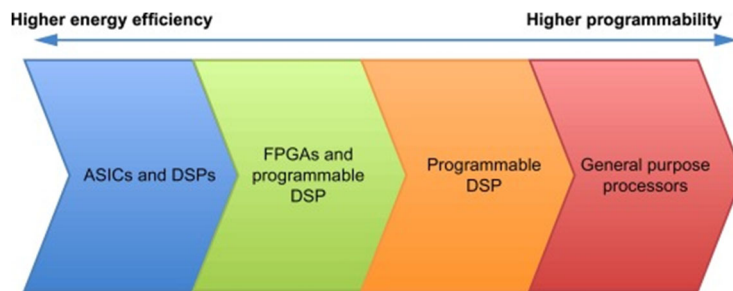 Higher energy efficiency
Higher programmability
ASICs and DSPs
FPGAs and
programmable
DSP
Programmable
DSP
General purpose
processors